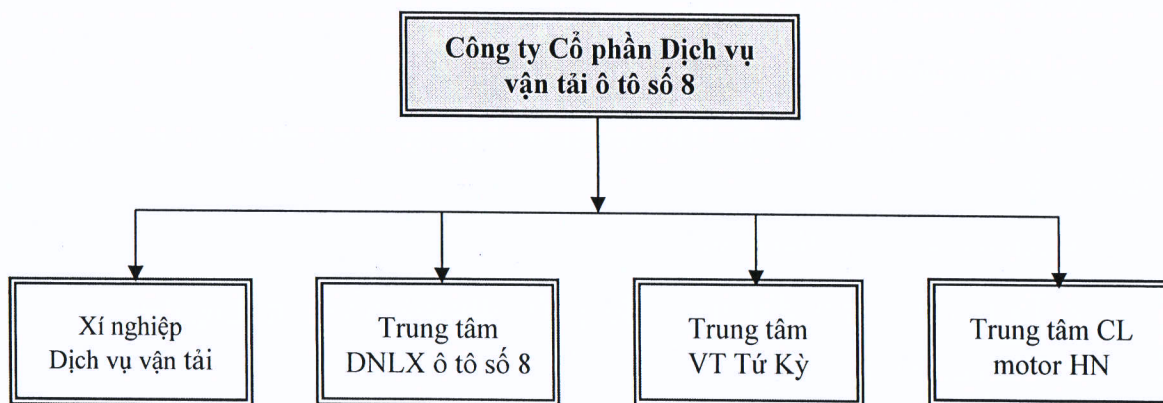 Công ty Cổ phần Dịch vụ
vận tải ô tô số 8
Xí nghiệp
Dịch vụ vận tải
Trung tâm
DNLX ô tô số 8
Trung tâm
VT Tứ Kỳ
Trung tâm CL
motor HN